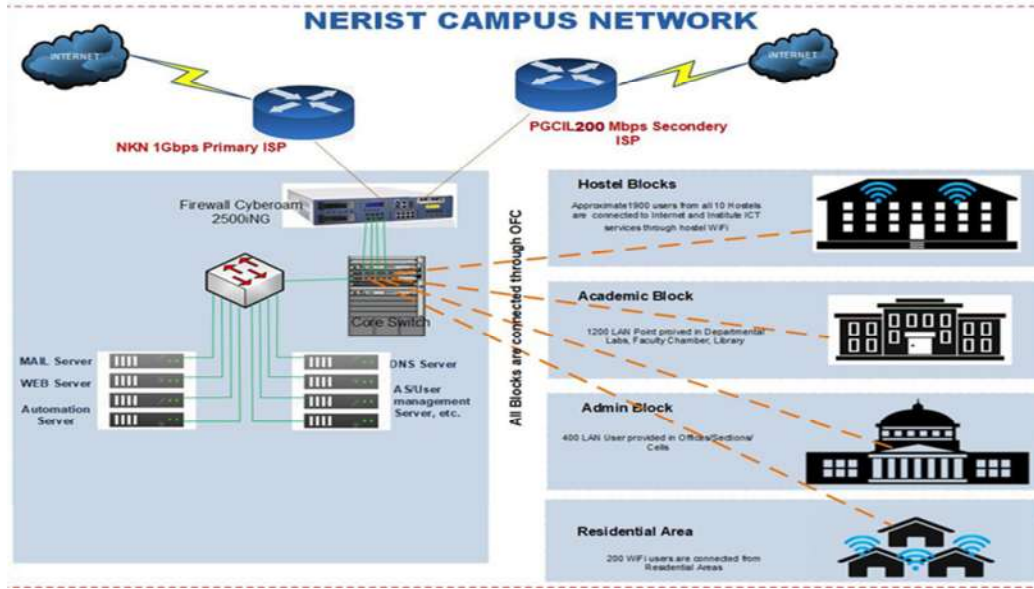 NERIST CAMPUS NETWORK
INTERNET
INTERNET
NKN 1Gbps Primary ISP
PGCIL200 Mbps Secondery
ISP
Firewall Cyberoam
2500iNG
Core Switch
MAIL Server
WEB Server
Automation
Server
DNS Server
AS/User
management
Server, etc.
All Blocks are connected through OFC
Hostel Blocks
Approximate1900 users from all 10 Hostels
are connected to Internet and Institute ICT
services through hostel WiFi
Academic Block
1200 LAN Point proived in Departmental
Labs, Faculty Chamber, Library
Admin Block
400 LAN User provided in Offices/Sections/
Cells
Residential Area
200 WiFi users are connected from
Residential Areas